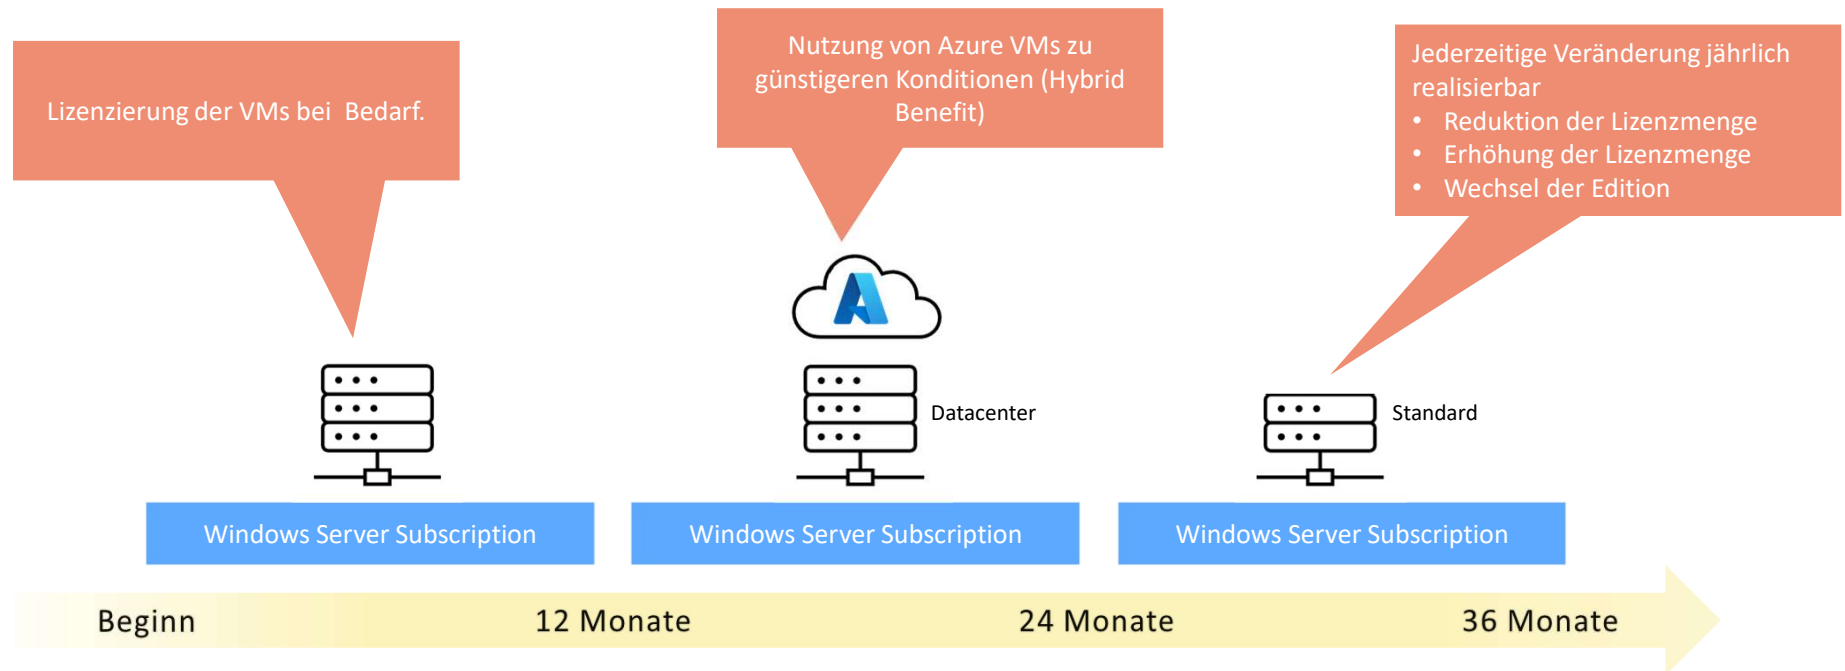 Lizenzierung der VMs bei  Bedarf.
Nutzung von Azure VMs zu
günstigeren Konditionen (Hybrid
Benefit)
Jederzeitige Veränderung jährlich
realisierbar
• Reduktion der Lizenzmenge
• Erhöhung der Lizenzmenge
• Wechsel der Edition
Datacenter
Standard
Windows Server Subscription
Windows Server Subscription
Windows Server Subscription
Beginn
12 Monate
24 Monate
36 Monate